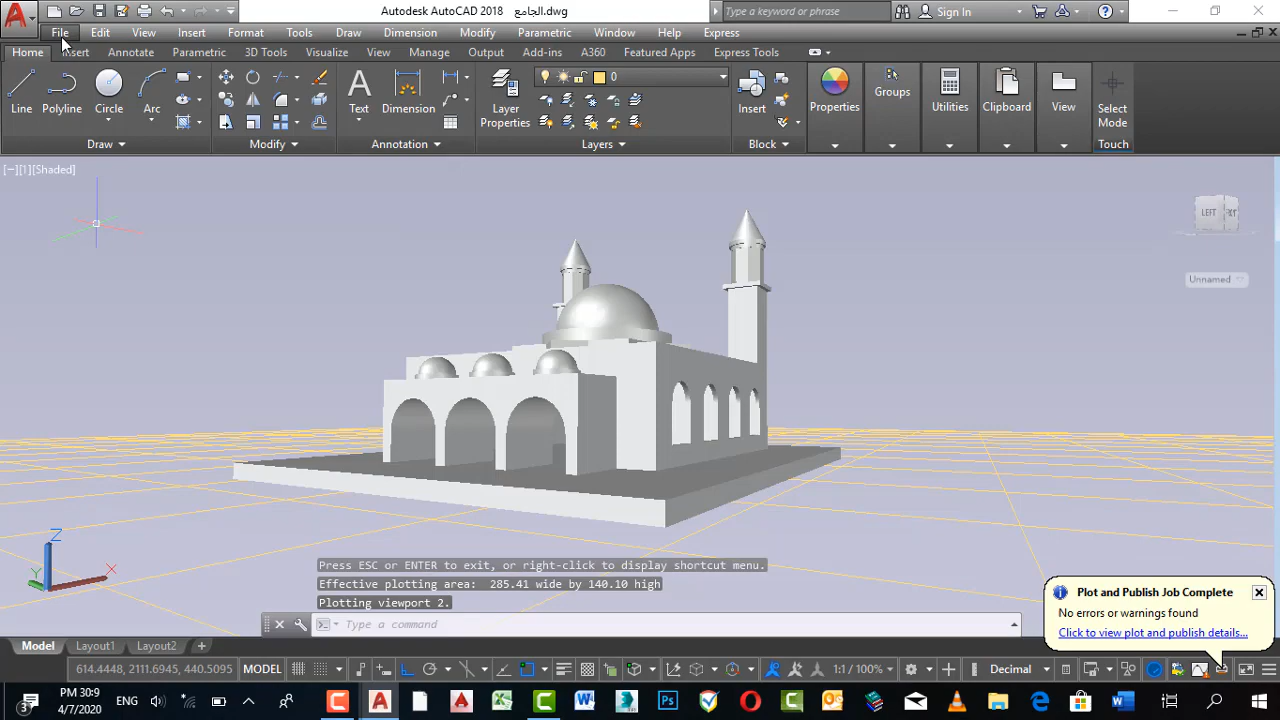 Autodesk AutoCAD 2018 الجامع.dwg
Type a keyword or phrase
Sign In
File Edit View Insert Format Tools Draw Dimension Modify Parametric Window Help Express
Home Insert Annotate Parametric 3D Tools Visualize View Manage Output Add-ins A360 Featured Apps Express Tools
0
Line Polyline Circle Arc Text Dimension Layer Properties Insert Properties Groups Utilities Clipboard View Select Mode
Draw Modify Annotation Layers Block Touch
[−][][Shaded]
LEFT
Unnamed
Z
X
Y
Press ESC or ENTER to exit, or right-click to display shortcut menu.
Effective plotting area: 285.41 wide by 140.10 high
Plotting viewport 2.
Type a command
Plot and Publish Job Complete
No errors or warnings found
Click to view plot and publish details...
Model Layout1 Layout2 +
614.4448, 2111.6945, 440.5095 MODEL 1:1 / 100% Decimal
PM 30:9
4/7/2020
ENG